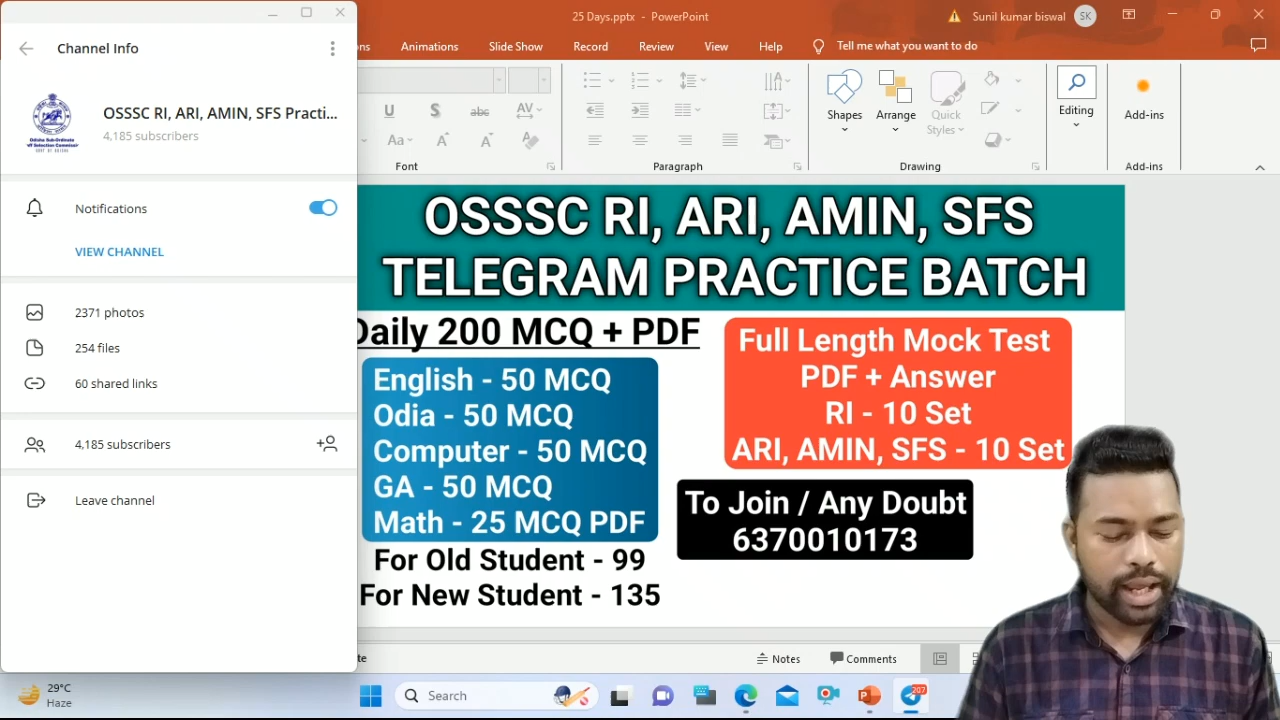 Channel Info
OSSSC RI, ARI, AMIN, SFS Practi...
4,185 subscribers
Notifications
VIEW CHANNEL
2371 photos
254 files
60 shared links
4,185 subscribers
Leave channel
25 Days.pptx - PowerPoint
Sunil kumar biswal
SK
Animations
Slide Show
Record
Review
View
Help
Tell me what you want to do
Shapes
Arrange
Quick
Styles
Editing
Add-ins
Font
Paragraph
Drawing
Add-ins
OSSSC RI, ARI, AMIN, SFS
TELEGRAM PRACTICE BATCH
Daily 200 MCQ + PDF
English - 50 MCQ
Odia - 50 MCQ
Computer - 50 MCQ
GA - 50 MCQ
Math - 25 MCQ PDF
For Old Student - 99
For New Student - 135
Full Length Mock Test
PDF + Answer
RI - 10 Set
ARI, AMIN, SFS - 10 Set
To Join / Any Doubt
6370010173
Notes
Comments
29°C
Haze
Search
207